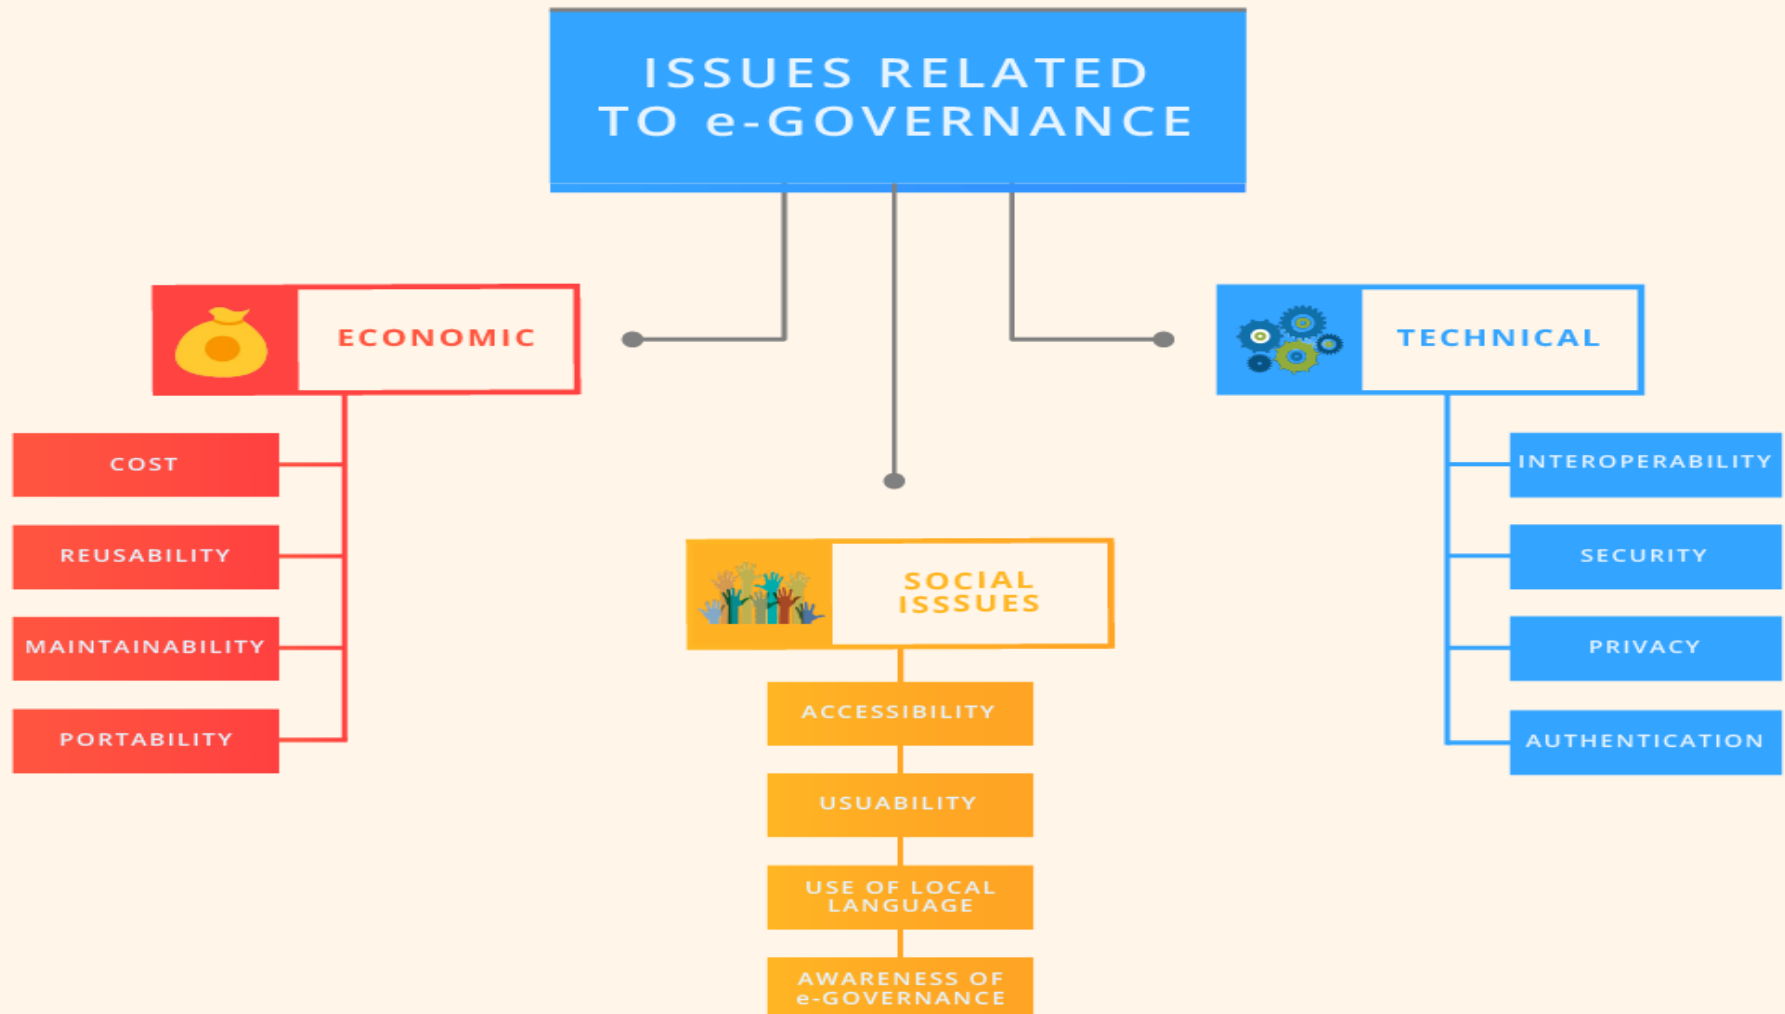 ISSUES RELATED
TO e-GOVERNANCE
ECONOMIC
COST
REUSABILITY
MAINTAINABILITY
PORTABILITY
SOCIAL
ISSSUES
ACCESSIBILITY
USUABILITY
USE OF LOCAL
LANGUAGE
AWARENESS OF
e-GOVERNANCE
TECHNICAL
INTEROPERABILITY
SECURITY
PRIVACY
AUTHENTICATION